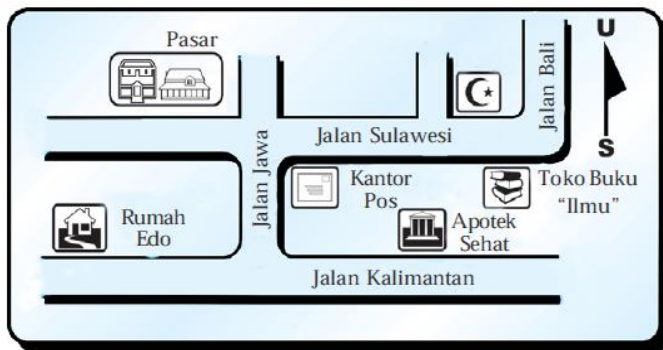 Pasar
U
Jalan Bali
Jalan Jawa
Jalan Sulawesi
S
Kantor
Pos
Toko Buku
“Ilmu”
Rumah
Edo
Apotek
Sehat
Jalan Kalimantan